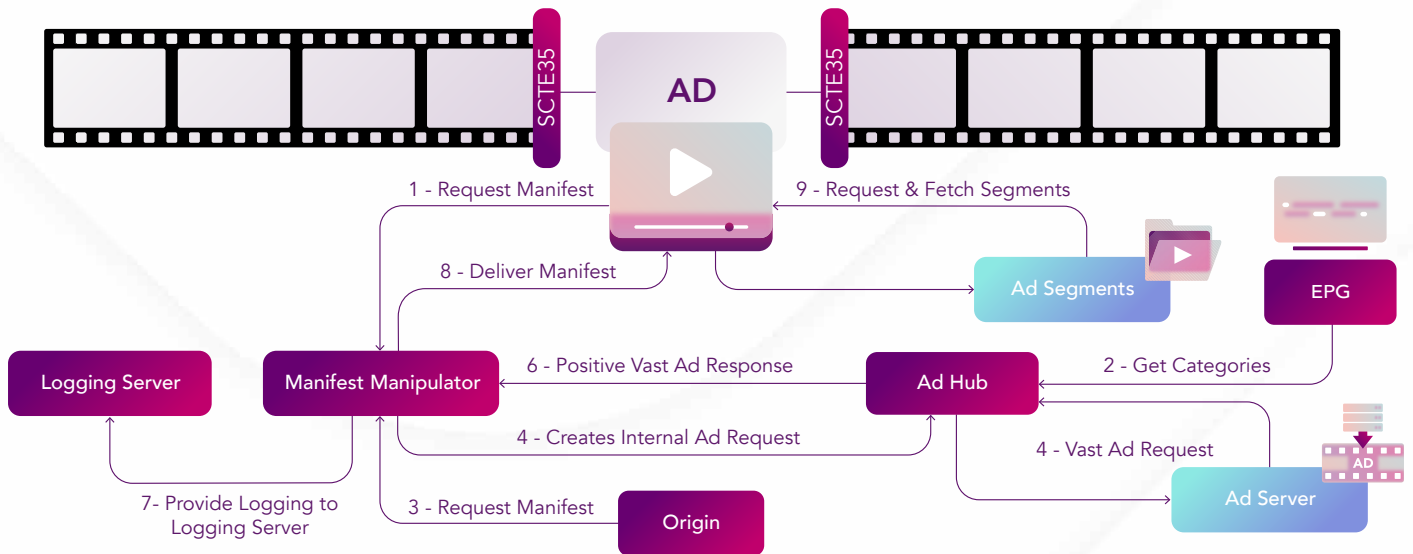 SCTE35
AD
SCTE35
1 - Request Manifest
9 - Request & Fetch Segments
8 - Deliver Manifest
Ad Segments
EPG
6 - Positive Vast Ad Response
2 - Get Categories
Logging Server
Manifest Manipulator
Ad Hub
4 - Creates Internal Ad Request
4 - Vast Ad Request
AD
7- Provide Logging to
Logging Server
3 - Request Manifest
Origin
Ad Server